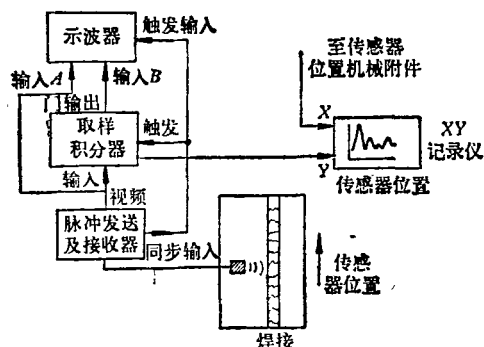 示波器
触发输入
输入A
输入B
输出
取样
积分器
触发
输入
视频
脉冲发送
及接收器
同步输入
至传感器
位置机械附件
X
Y
XY
记录仪
传感器位置
传感
器位置
焊接